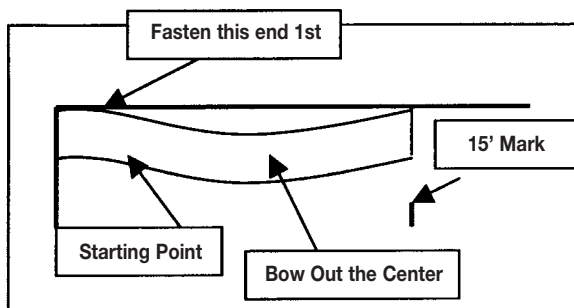 Fasten this end 1st
15' Mark
Starting Point
Bow Out the Center